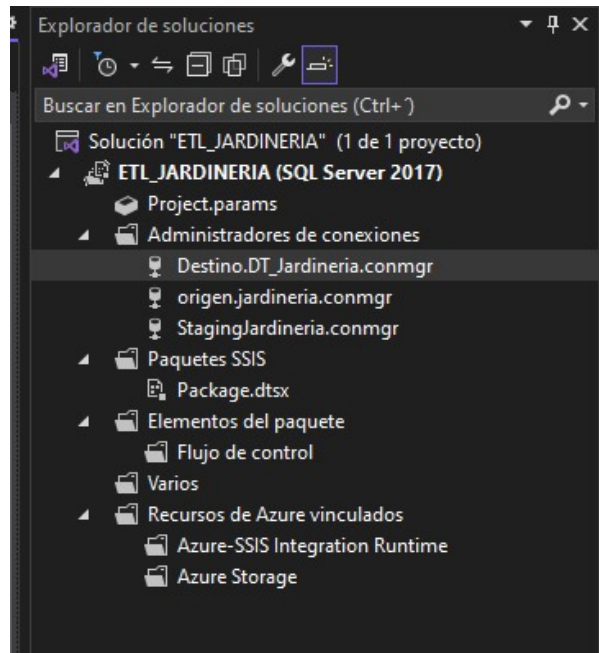 Explorador de soluciones
Buscar en Explorador de soluciones (Ctrl+´)
Solución "ETL_JARDINERIA" (1 de 1 proyecto)
ETL_JARDINERIA (SQL Server 2017)
Project.params
Administradores de conexiones
Destino.DT_Jardineria.conmgr
origen.jardineria.conmgr
StagingJardineria.conmgr
Paquetes SSIS
Package.dtsx
Elementos del paquete
Flujo de control
Varios
Recursos de Azure vinculados
Azure-SSIS Integration Runtime
Azure Storage